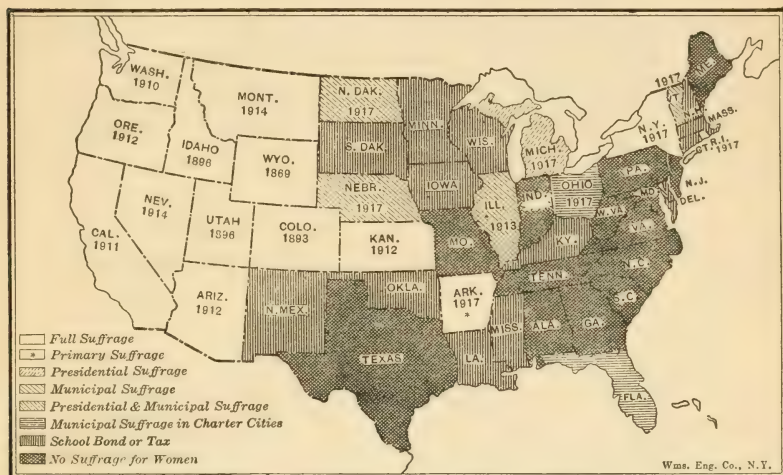 WASH.
1910
MONT.
1914
N. DAK.
1917
MINN.
1917
ME.
ORE.
1912
IDAHO
1896
WYO.
1869
S. DAK.
WIS.
MICH.
1917
N.Y.
1917
N.H.
MASS.
CT.
R.I.
1917
NEV.
1914
UTAH
1896
COLO.
1893
NEBR.
1917
IOWA
ILL.
*
1913
IND.
OHIO
1917
PA.
N.J.
MD.
DEL.
CAL.
1911
KAN.
1912
MO.
KY.
W.VA.
VA.
ARIZ.
1912
N. MEX.
OKLA.
ARK.
1917
*
TENN.
N.C.
S.C.
TEXAS.
LA.
MISS.
ALA.
GA.
FLA.
Full Suffrage
* Primary Suffrage
Presidential Suffrage
Municipal Suffrage
Presidential & Municipal Suffrage
Municipal Suffrage in Charter Cities
School Bond or Tax
No Suffrage for Women
Wms. Eng. Co., N.Y.